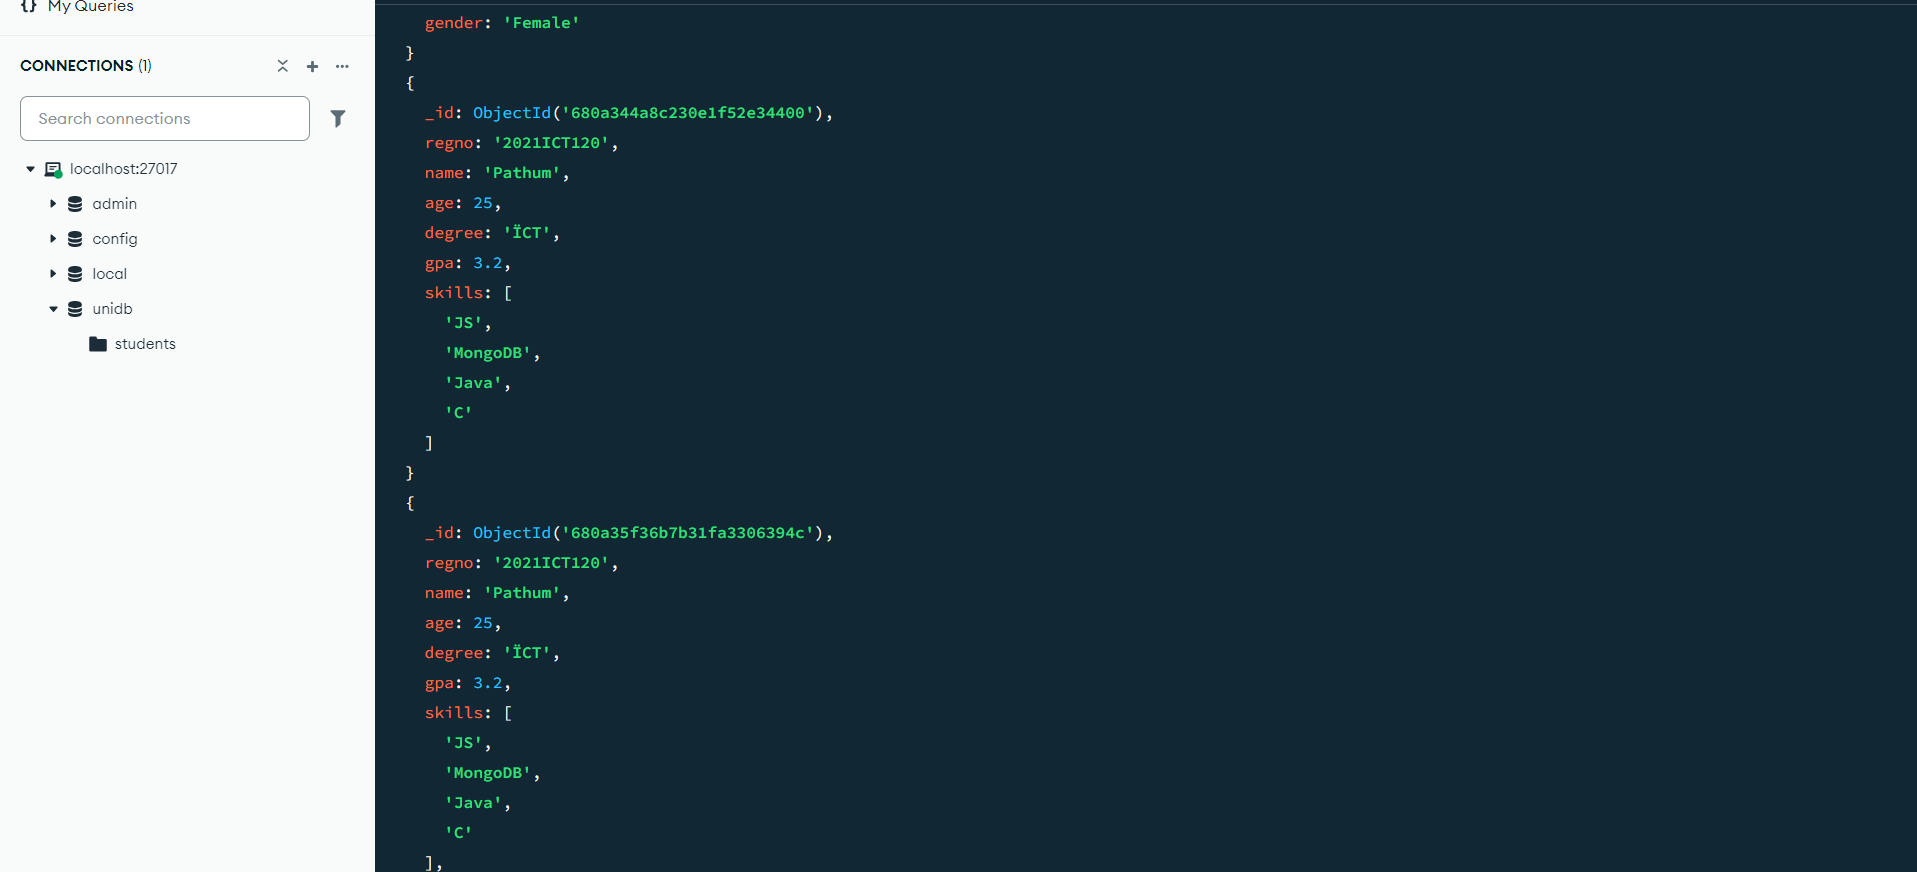 {} My Queries
CONNECTIONS (1)
Search connections
localhost:27017
admin
config
local
unidb
students
gender: 'Female'
}
{
_id: ObjectId('680a344a8c230e1f52e34400'),
regno: '2021ICT120',
name: 'Pathum',
age: 25,
degree: 'ÏCT',
gpa: 3.2,
skills: [
'JS',
'MongoDB',
'Java',
'C'
]
}
{
_id: ObjectId('680a35f36b7b31fa3306394c'),
regno: '2021ICT120',
name: 'Pathum',
age: 25,
degree: 'ÏCT',
gpa: 3.2,
skills: [
'JS',
'MongoDB',
'Java',
'C'
],